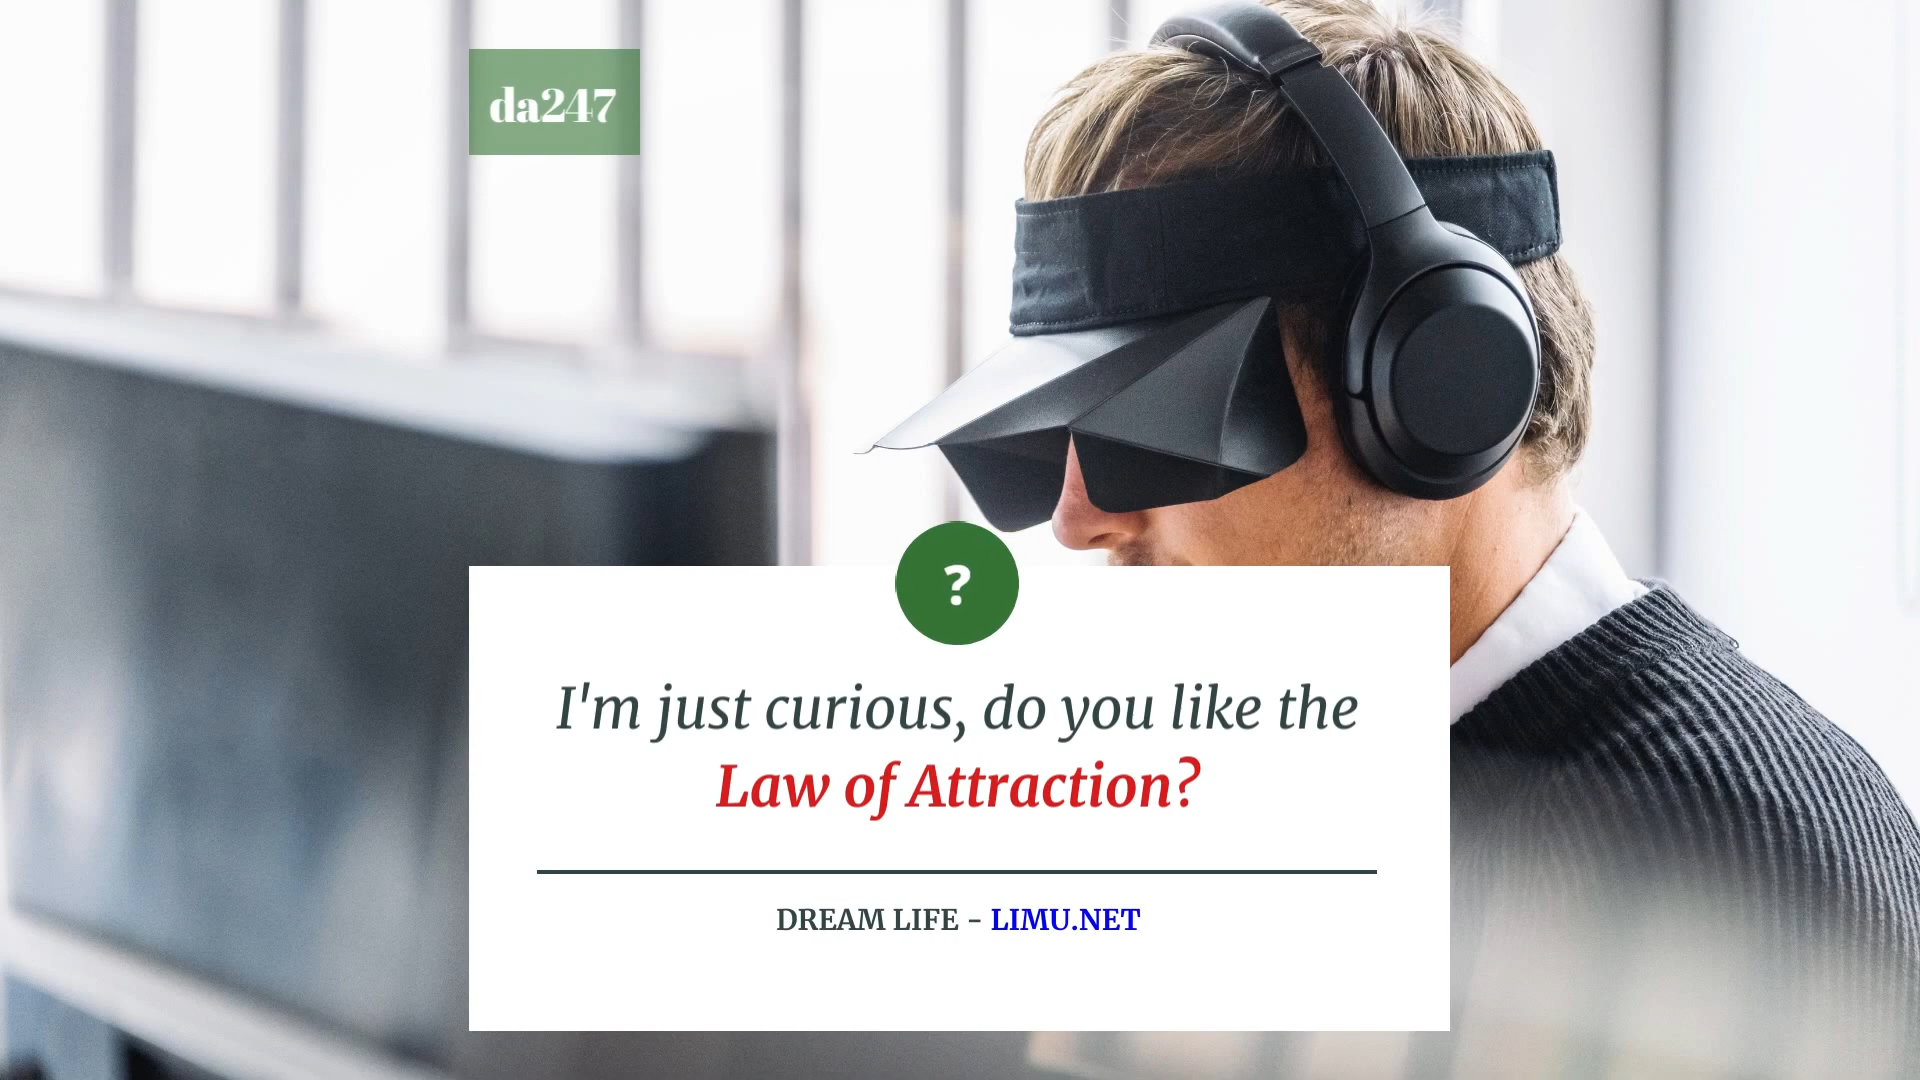 da247
?
I'm just curious, do you like the
Law of Attraction?
DREAM LIFE - LIMU.NET